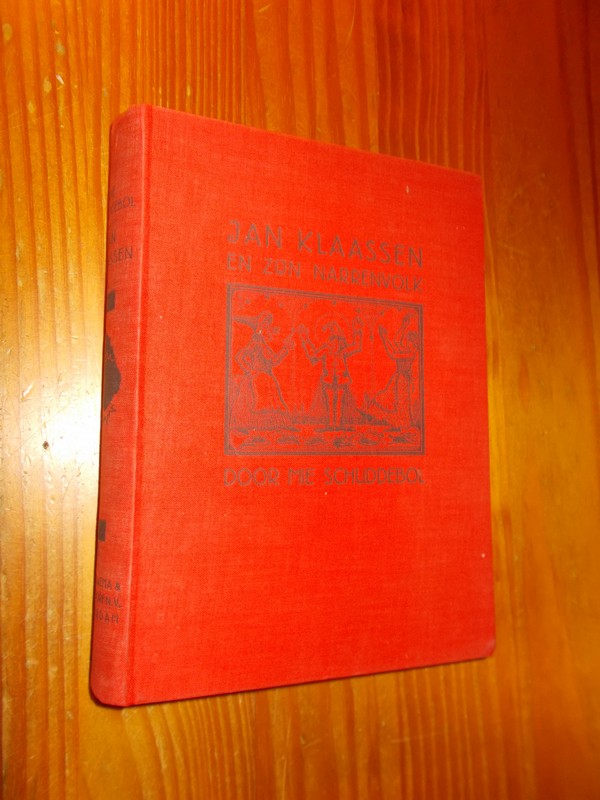 JAN KLAASSEN
EN ZIJN NARRENVOLK
DOOR MIE SCHUDDEBOL